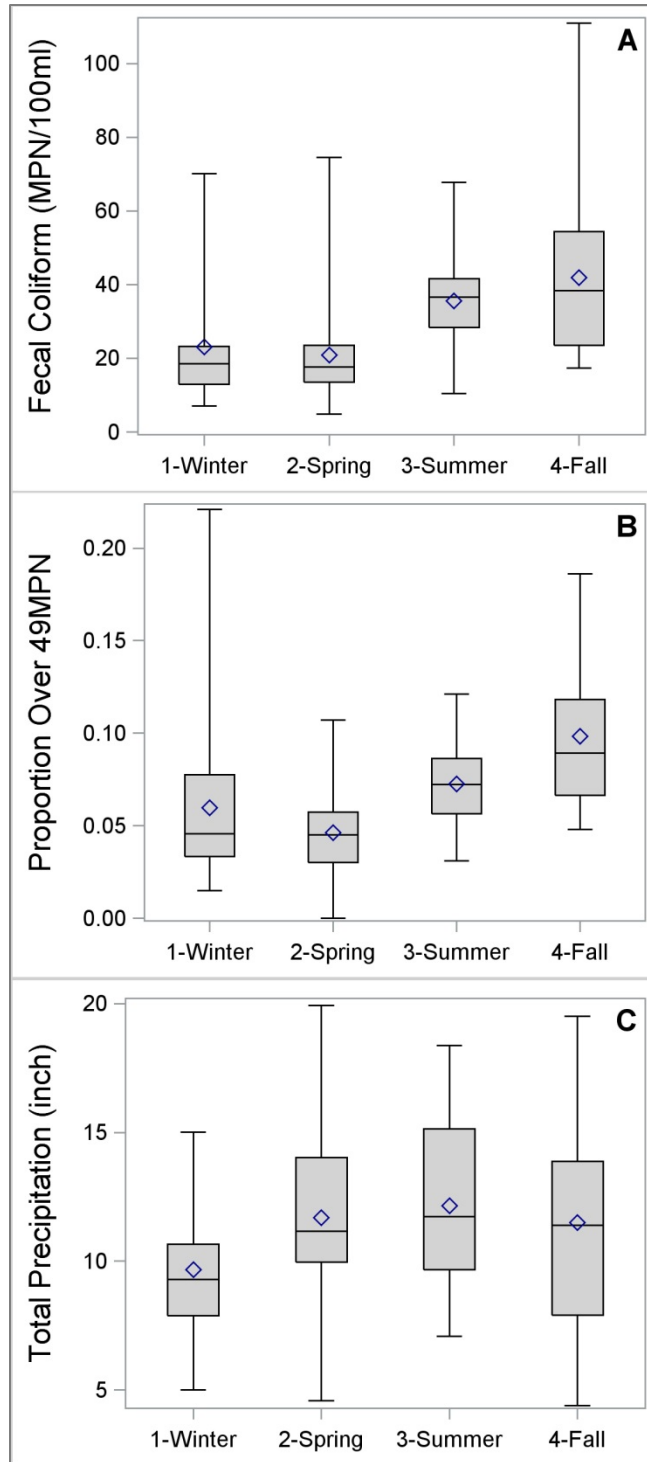 A
Fecal Coliform (MPN/100ml)
100
80
60
40
20
0
1-Winter 2-Spring 3-Summer 4-Fall
B
Proportion Over 49MPN
0.20
0.15
0.10
0.05
0.00
1-Winter 2-Spring 3-Summer 4-Fall
C
Total Precipitation (inch)
20
15
10
5
1-Winter 2-Spring 3-Summer 4-Fall